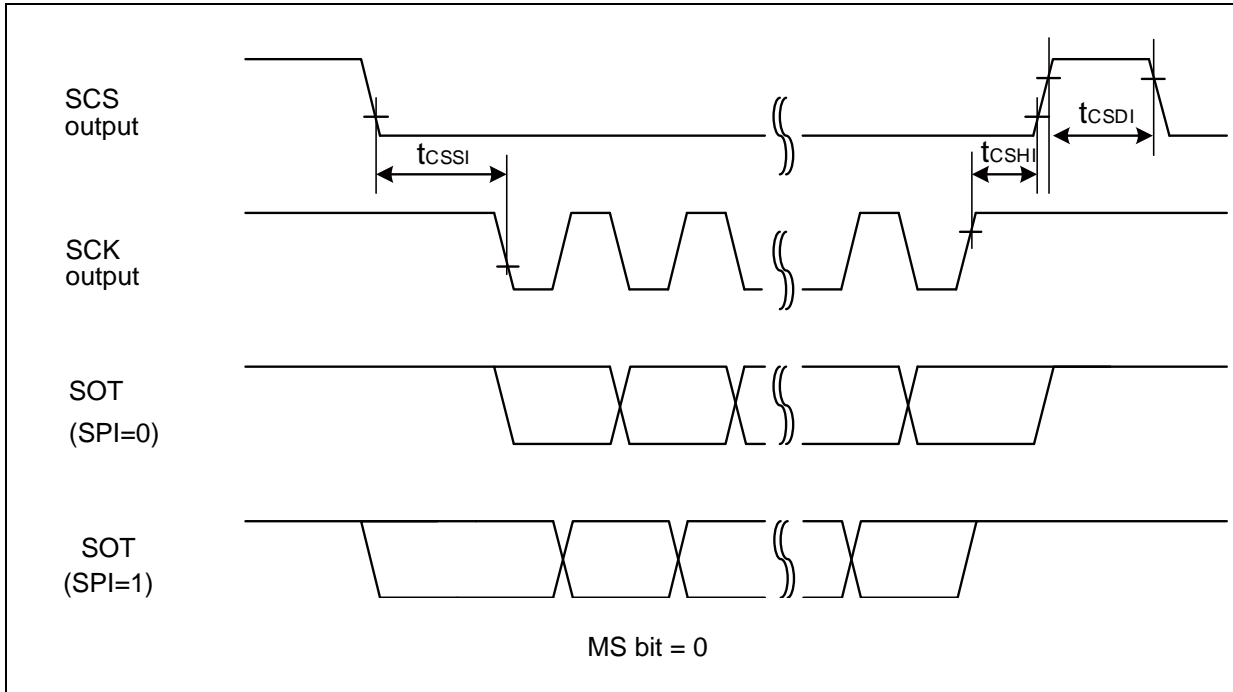 SCS
output
tCSSI
tCSHI
tCSDI
SCK
output
SOT
(SPI=0)
SOT
(SPI=1)
MS bit = 0